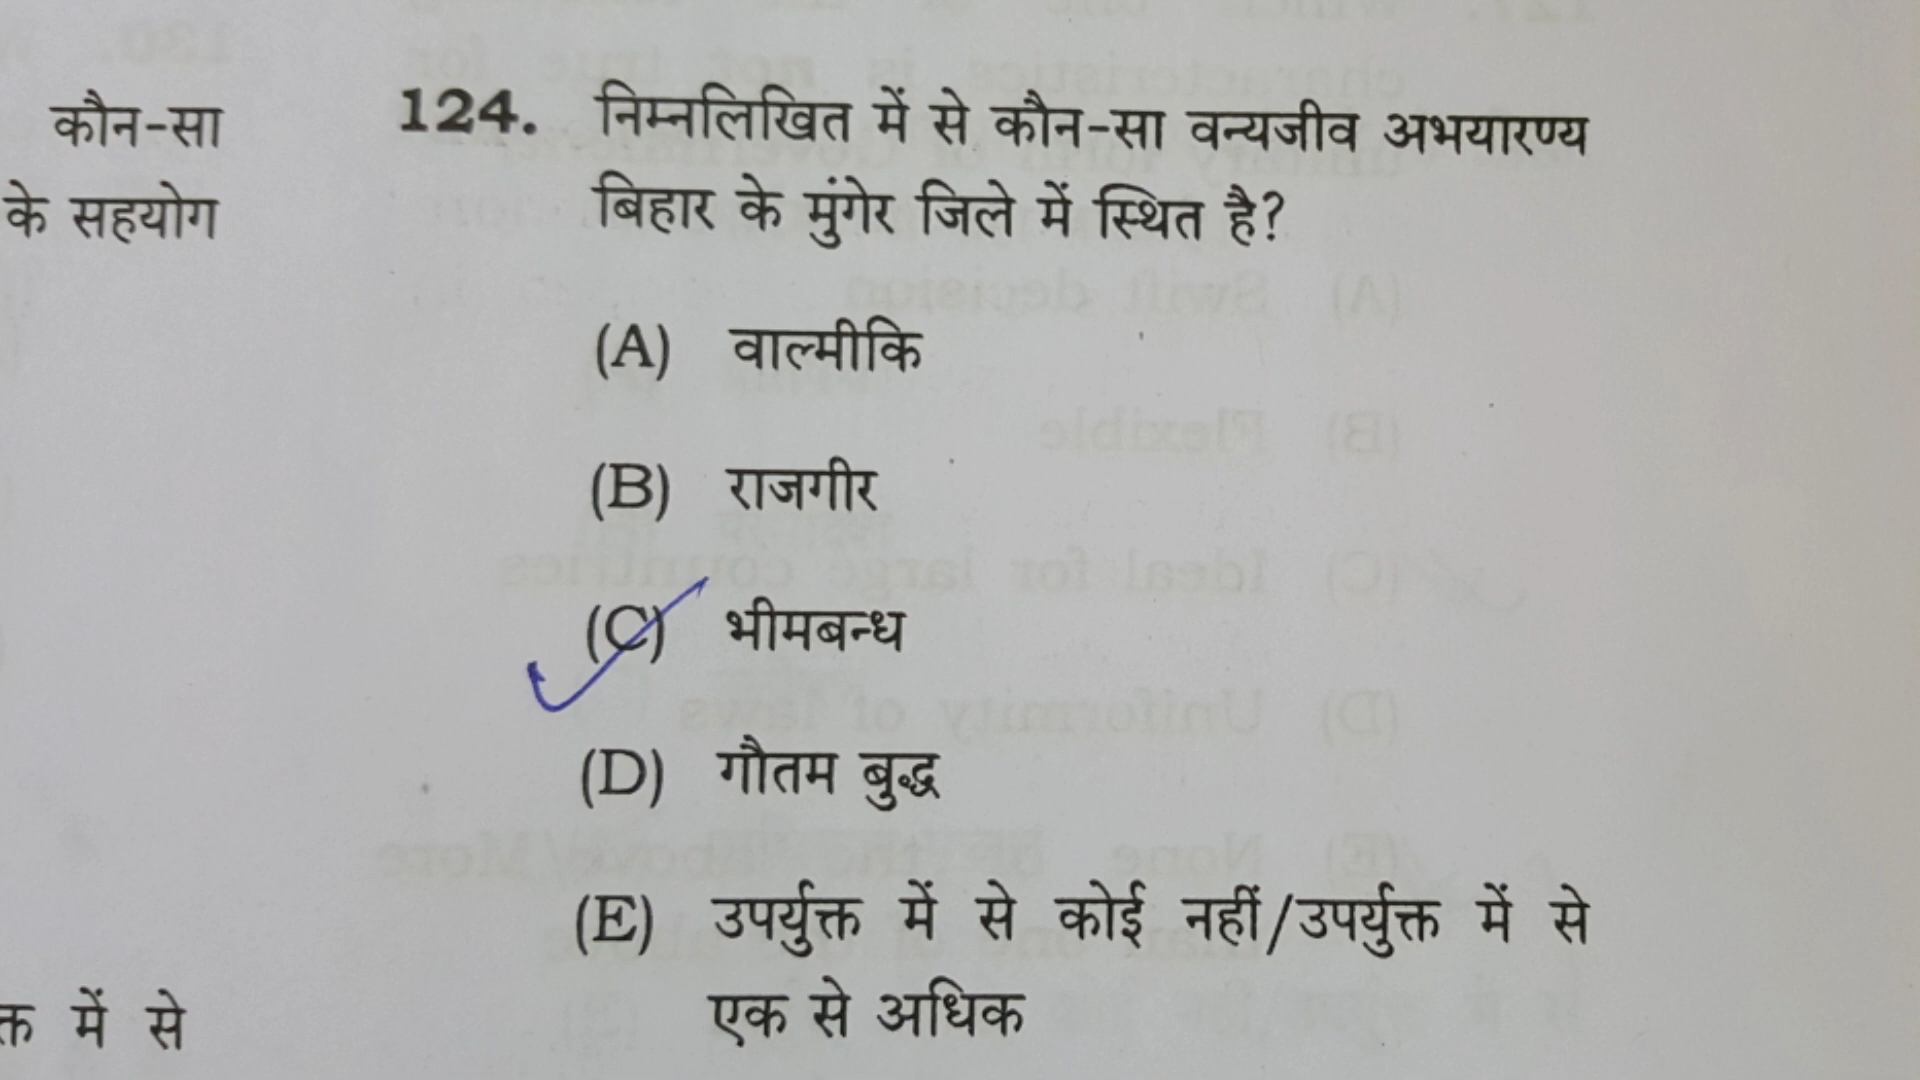 कौन-सा
के सहयोग
124. निम्नलिखित में से कौन-सा वन्यजीव अभयारण्य
बिहार के मुंगेर जिले में स्थित है?
(A) वाल्मीकि
(B) राजगीर
(C) भीमबन्ध
(D) गौतम बुद्ध
(E) उपर्युक्त में से कोई नहीं/उपर्युक्त में से
एक से अधिक
में से